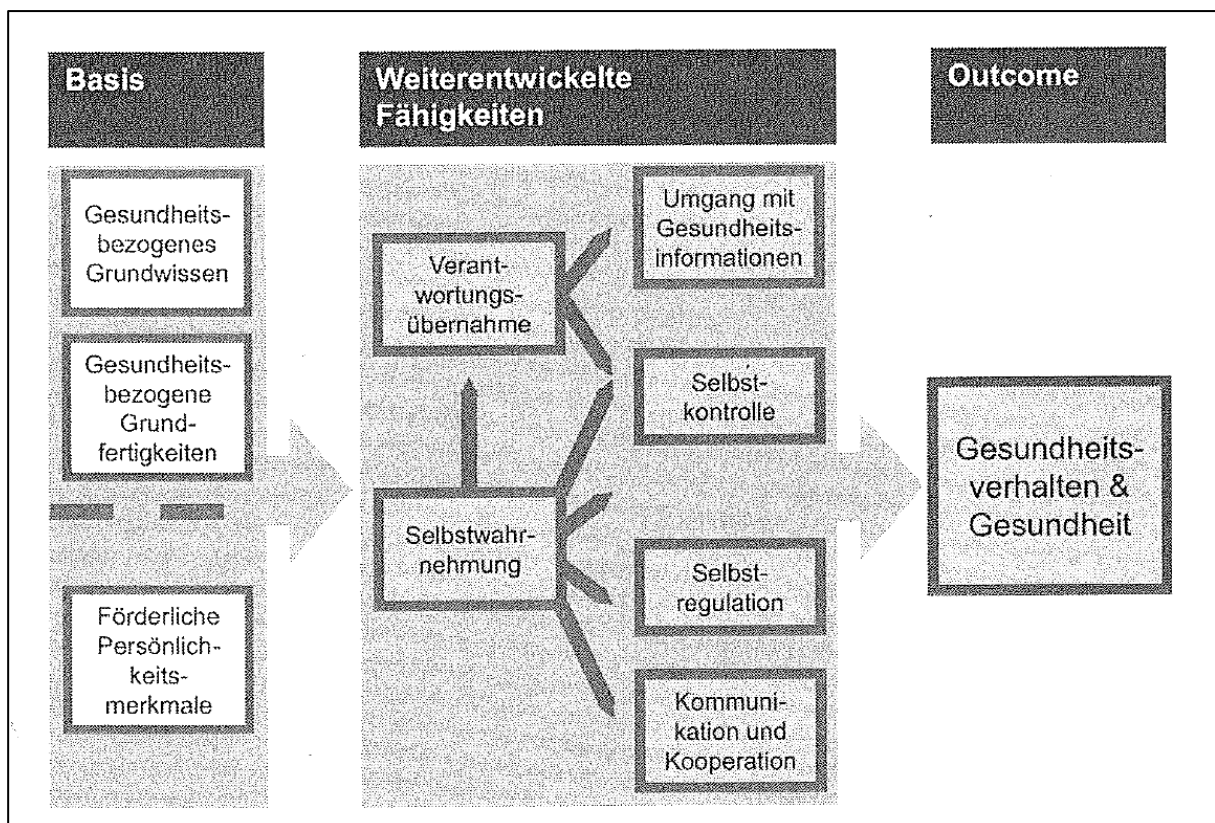 Basis
Weiterentwickelte
Fähigkeiten
Outcome
Gesundheits-
bezogenes
Grundwissen
Gesundheits-
bezogene
Grund-
fertigkeiten
Förderliche
Persönlich-
keits-
merkmale
Verant-
wortungs-
übernahme
Selbstwahr-
nehmung
Umgang mit
Gesundheits-
informationen
Selbst-
kontrolle
Selbst-
regulation
Kommuni-
kation und
Kooperation
Gesundheits-
verhalten &
Gesundheit